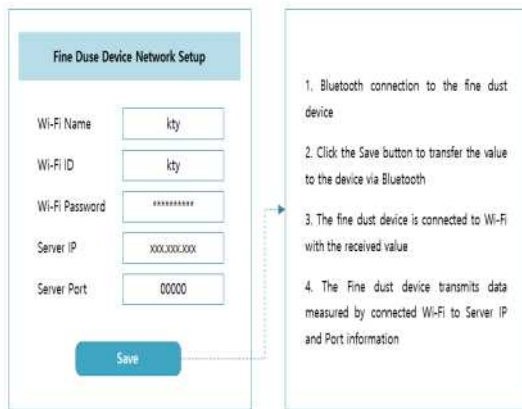 Fine Duse Device Network Setup
Wi-Fi Name kty
Wi-Fi ID kty
Wi-Fi Password **********
Server IP xxx.xxx.xxx
Server Port 00000
Save
1. Bluetooth connection to the fine dust
device
2. Click the Save button to transfer the value
to the device via Bluetooth
3. The fine dust device is connected to Wi-Fi
with the received value
4. The Fine dust device transmits data
measured by connected Wi-Fi to Server IP
and Port information